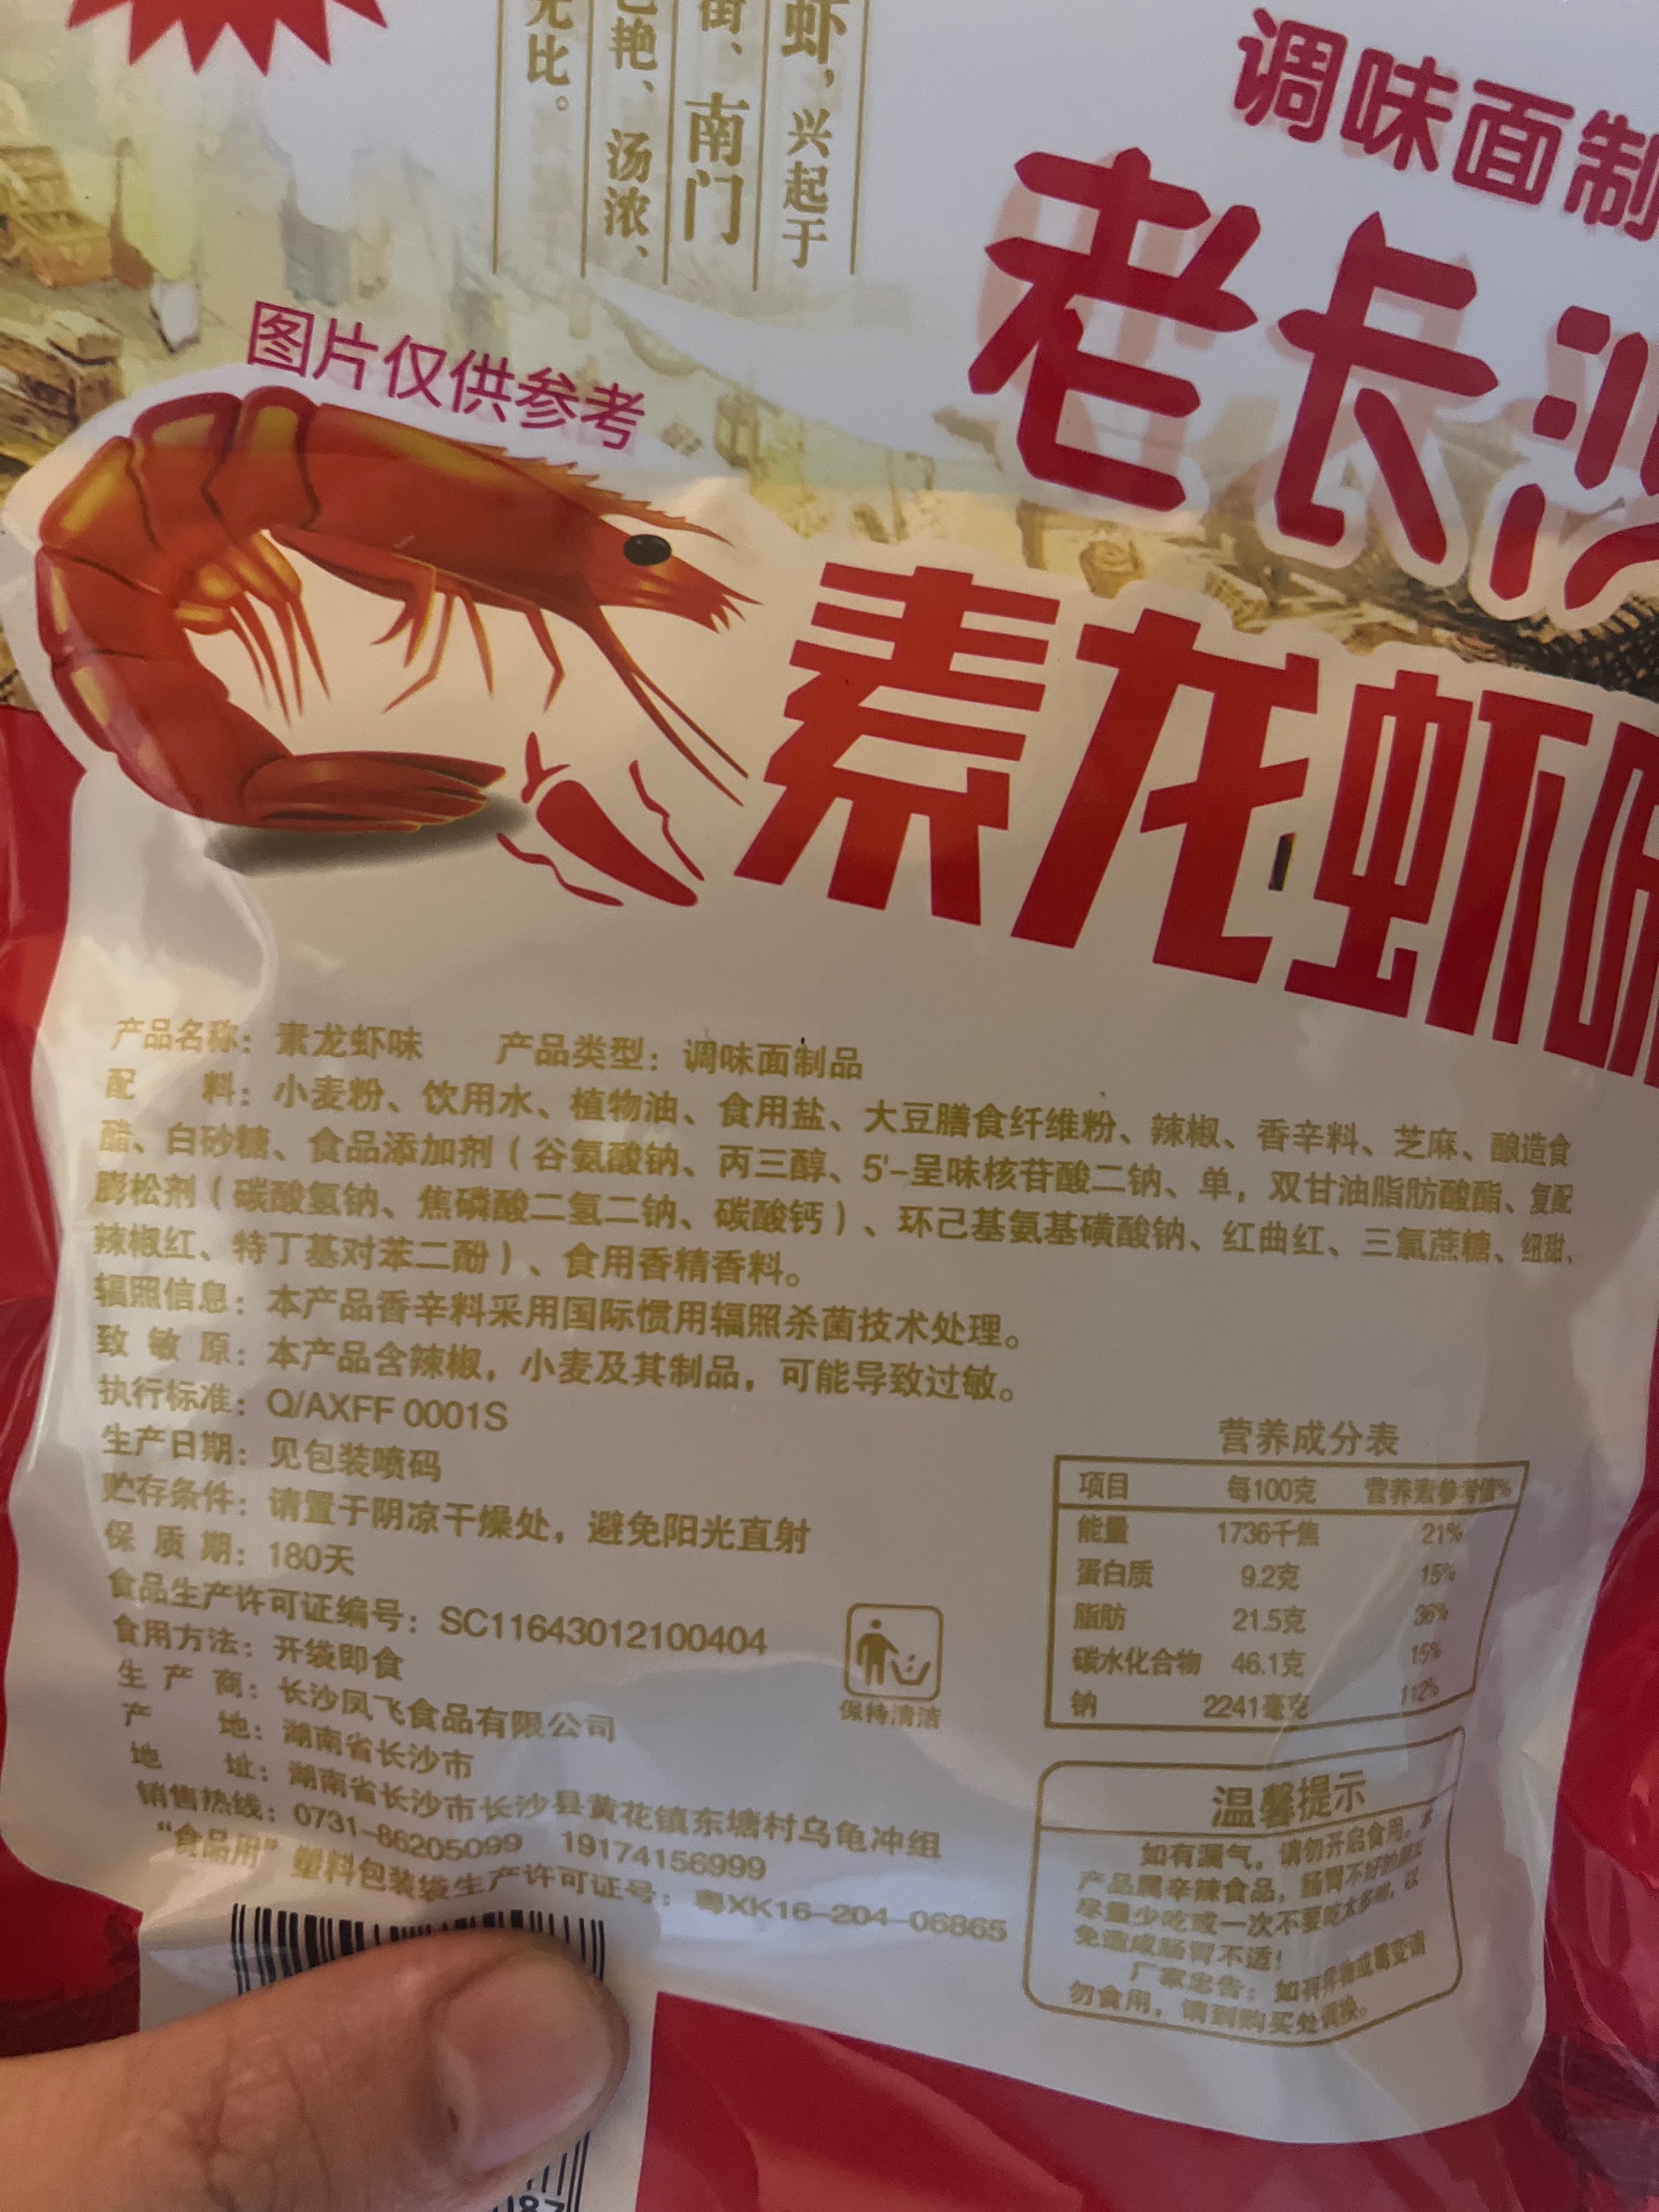 虾，兴起于
街、南门
色艳、汤浓、
无比。
调味面制
老长沙
图片仅供参考
素龙虾味
产品名称：素龙虾味 产品类型：调味面制品
配 料：小麦粉、饮用水、植物油、食用盐、大豆膳食纤维粉、辣椒、香辛料、芝麻、酿造食
醋、白砂糖、食品添加剂（谷氨酸钠、丙三醇、5'-呈味核苷酸二钠、单，双甘油脂肪酸酯、复配
膨松剂（碳酸氢钠、焦磷酸二氢二钠、碳酸钙）、环己基氨基磺酸钠、红曲红、三氯蔗糖、纽甜、
辣椒红、特丁基对苯二酚）、食用香精香料。
辐照信息：本产品香辛料采用国际惯用辐照杀菌技术处理。
致 敏 原：本产品含辣椒，小麦及其制品，可能导致过敏。
执行标准：Q/AXFF 0001S
生产日期：见包装喷码
贮存条件：请置于阴凉干燥处，避免阳光直射
保 质 期：180天
食品生产许可证编号：SC11643012100404
食用方法：开袋即食
生 产 商：长沙凤飞食品有限公司
产 地：湖南省长沙市
地 址：湖南省长沙市长沙县黄花镇东塘村乌龟冲组
销售热线：0731-86205099 19174156999
“食品用”塑料包装袋生产许可证号：粤XK16-204-06865
保持清洁
营养成分表
项目 每100克 营养素参考值%
能量 1736千焦 21%
蛋白质 9.2克 15%
脂肪 21.5克 36%
碳水化合物 46.1克 15%
钠 2241毫克 112%
温馨提示
如有漏气，请勿开启食用。本
产品属辛辣食品，肠胃不好的朋友
尽量少吃或一次不要吃太多哟，以
免造成肠胃不适！
厂家忠告：如有异物或霉变请
勿食用，请到购买处调换。